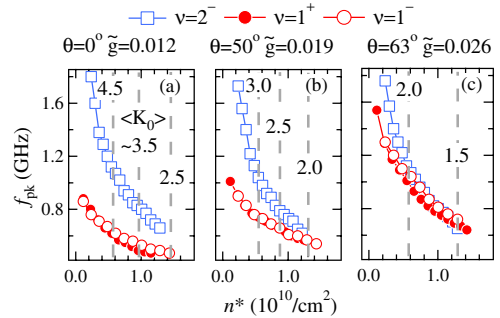 ν=2⁻ ν=1⁺ ν=1⁻
θ=0° g̃=0.012 θ=50° g̃=0.019 θ=63° g̃=0.026
(a) (b) (c)
4.5 <K₀> ~3.5 2.5
3.0 2.5 2.0
2.0 1.5
f_pk (GHz)
1.6
1.2
0.8
0.0 1.0 0.0 1.0 0.0 1.0
n* (10¹⁰/cm²)